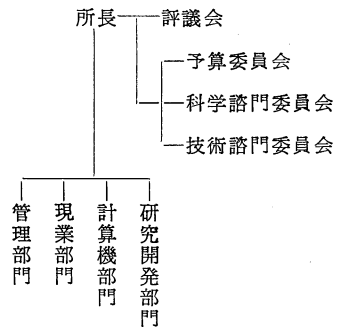 所長 評議会
予算委員会
科学諮問委員会
技術諮問委員会
管理部門
現業部門
計算機部門
研究開発部門